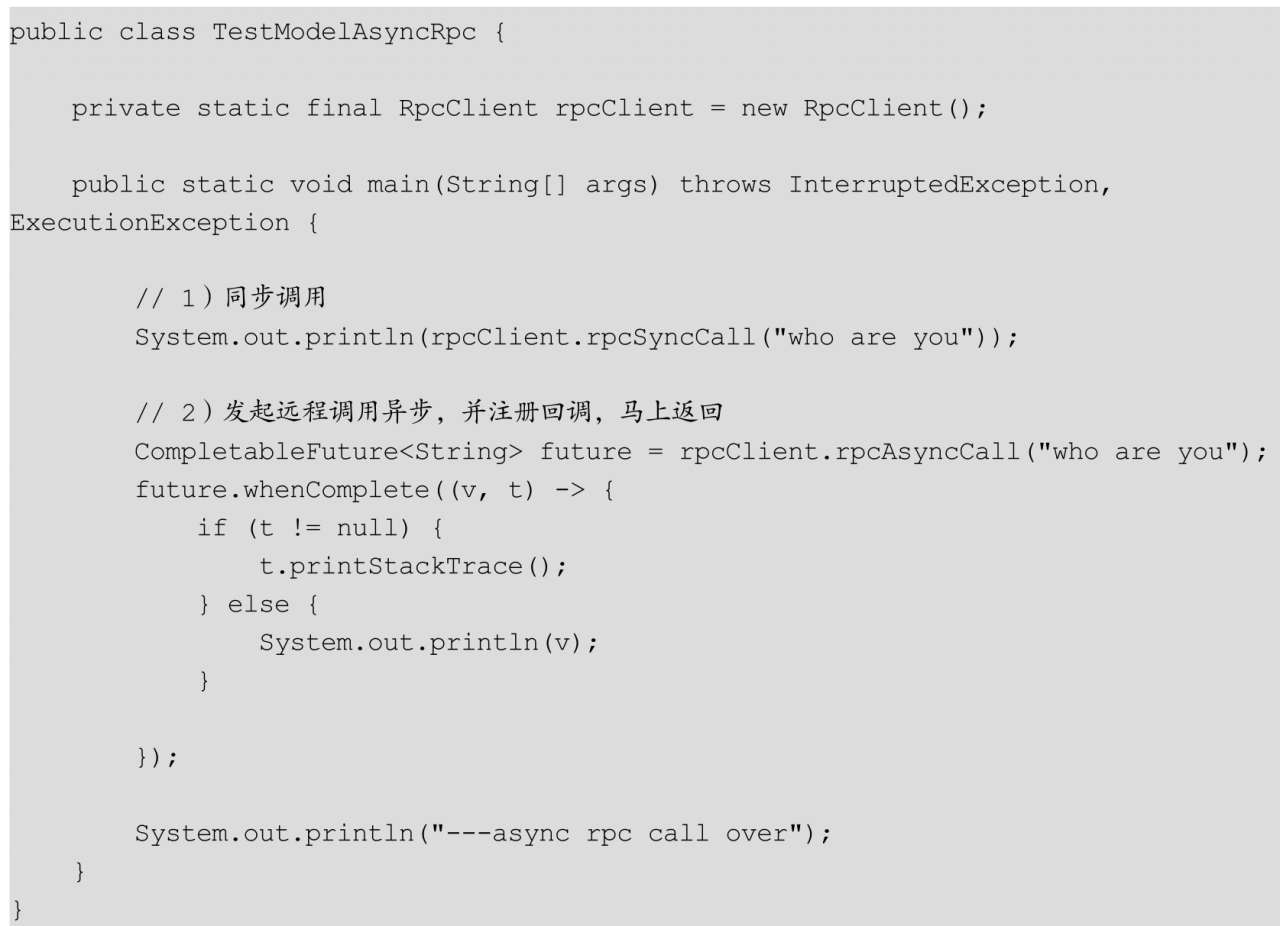 public class TestModelAsyncRpc {
    private static final RpcClient rpcClient = new RpcClient();
    public static void main(String[] args) throws InterruptedException,
ExecutionException {
        // 1）同步调用
        System.out.println(rpcClient.rpcSyncCall("who are you"));
        // 2）发起远程调用异步，并注册回调，马上返回
        CompletableFuture<String> future = rpcClient.rpcAsyncCall("who are you");
        future.whenComplete((v, t) -> {
            if (t != null) {
                t.printStackTrace();
            } else {
                System.out.println(v);
            }
        });
        System.out.println("---async rpc call over");
    }
}